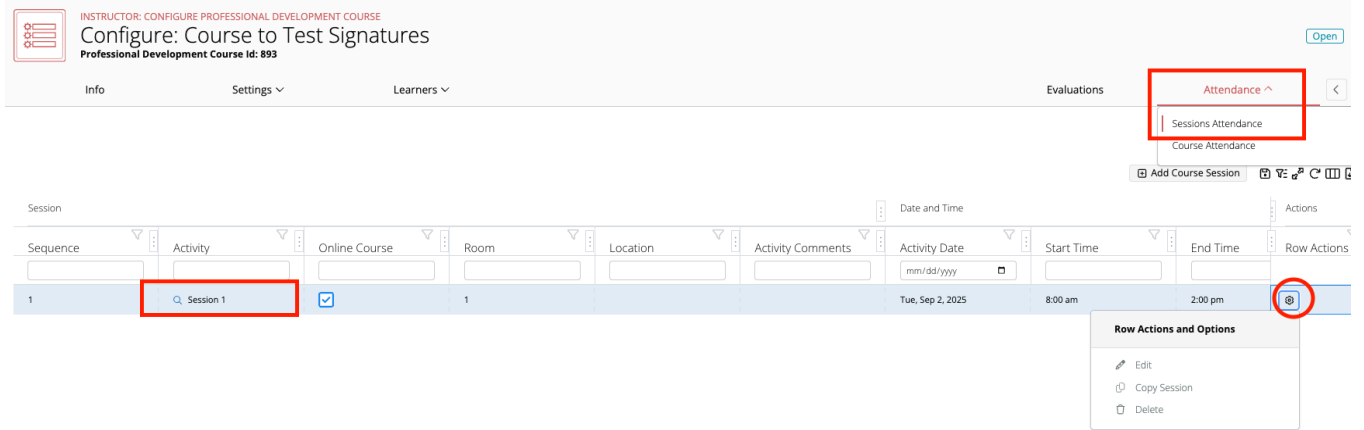 INSTRUCTOR: CONFIGURE PROFESSIONAL DEVELOPMENT COURSE
Configure: Course to Test Signatures
Professional Development Course Id: 893
Open
Info Settings Learners Evaluations Attendance
Sessions Attendance
Course Attendance
Add Course Session
Session Date and Time Actions
Sequence Activity Online Course Room Location Activity Comments Activity Date Start Time End Time Row Actions
mm/dd/yyyy
1 Session 1 1 Tue, Sep 2, 2025 8:00 am 2:00 pm
Row Actions and Options
Edit
Copy Session
Delete